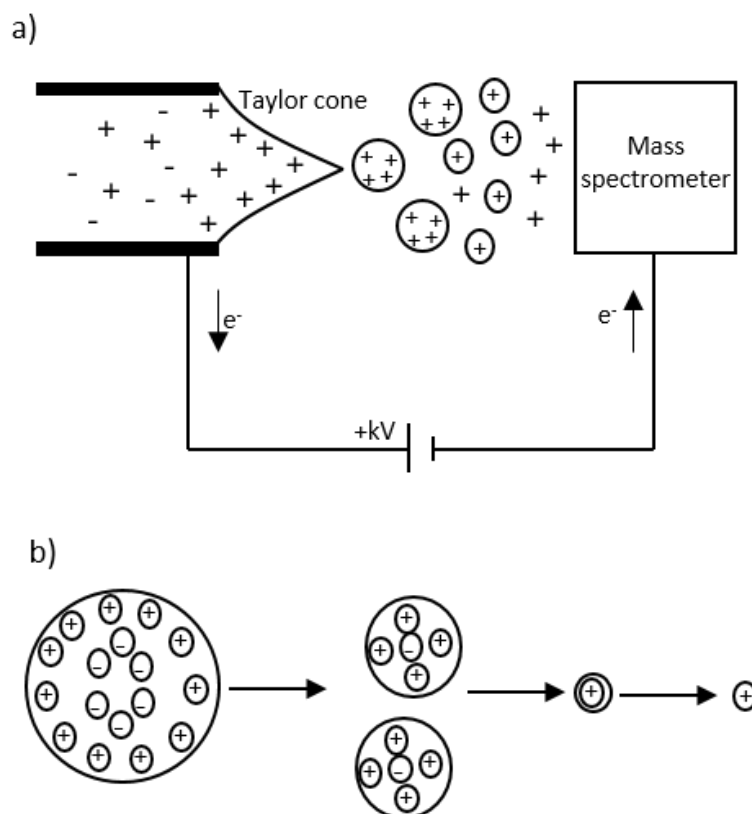 a)
Taylor cone
Mass
spectrometer
e-
e-
+kV
b)